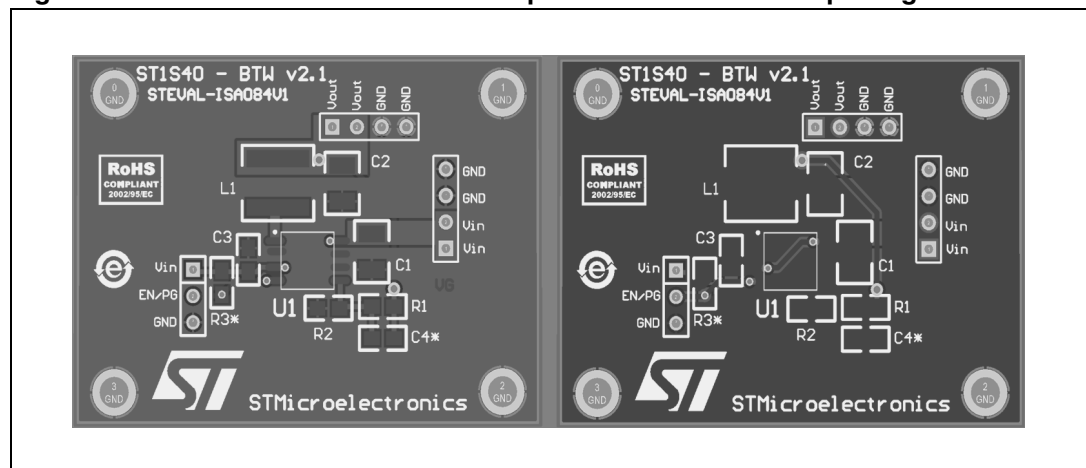 ST1S40 - BTW v2.1
STEVAL-ISA084V1
0
GND
1
GND
Vout
Vout
GND
GND
RoHS
COMPLIANT
2002/95/EC
C2
L1
GND
GND
Vin
Vin
C3
C1
VG
Vin
EN/PG
GND
R3*
U1
R2
R1
C4*
3
GND
2
GND
ST
STMicroelectronics
ST1S40 - BTW v2.1
STEVAL-ISA084V1
0
GND
1
GND
Vout
Vout
GND
GND
RoHS
COMPLIANT
2002/95/EC
C2
L1
GND
GND
Vin
Vin
C3
C1
Vin
EN/PG
GND
R3*
U1
R2
R1
C4*
3
GND
2
GND
ST
STMicroelectronics